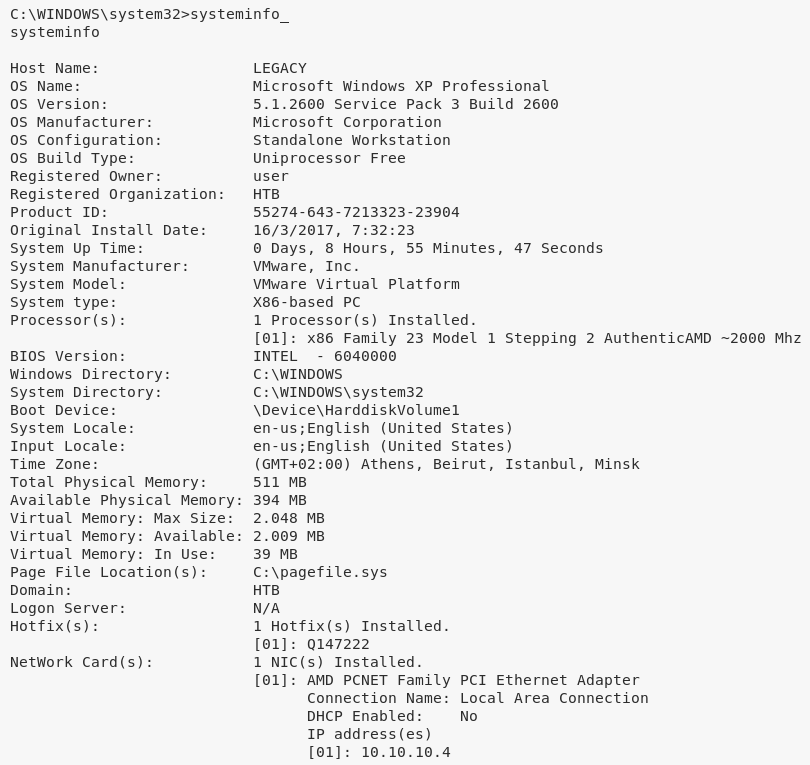 C:\WINDOWS\system32>systeminfo_
systeminfo

Host Name:                 LEGACY
OS Name:                   Microsoft Windows XP Professional
OS Version:                5.1.2600 Service Pack 3 Build 2600
OS Manufacturer:           Microsoft Corporation
OS Configuration:          Standalone Workstation
OS Build Type:             Uniprocessor Free
Registered Owner:          user
Registered Organization:   HTB
Product ID:                55274-643-7213323-23904
Original Install Date:     16/3/2017, 7:32:23
System Up Time:            0 Days, 8 Hours, 55 Minutes, 47 Seconds
System Manufacturer:       VMware, Inc.
System Model:              VMware Virtual Platform
System type:               X86-based PC
Processor(s):              1 Processor(s) Installed.
                           [01]: x86 Family 23 Model 1 Stepping 2 AuthenticAMD ~2000 Mhz
BIOS Version:              INTEL  - 6040000
Windows Directory:         C:\WINDOWS
System Directory:          C:\WINDOWS\system32
Boot Device:               \Device\HarddiskVolume1
System Locale:             en-us;English (United States)
Input Locale:              en-us;English (United States)
Time Zone:                 (GMT+02:00) Athens, Beirut, Istanbul, Minsk
Total Physical Memory:     511 MB
Available Physical Memory: 394 MB
Virtual Memory: Max Size:  2.048 MB
Virtual Memory: Available: 2.009 MB
Virtual Memory: In Use:    39 MB
Page File Location(s):     C:\pagefile.sys
Domain:                    HTB
Logon Server:              N/A
Hotfix(s):                 1 Hotfix(s) Installed.
                           [01]: Q147222
NetWork Card(s):           1 NIC(s) Installed.
                           [01]: AMD PCNET Family PCI Ethernet Adapter
                                 Connection Name: Local Area Connection
                                 DHCP Enabled:    No
                                 IP address(es)
                                 [01]: 10.10.10.4